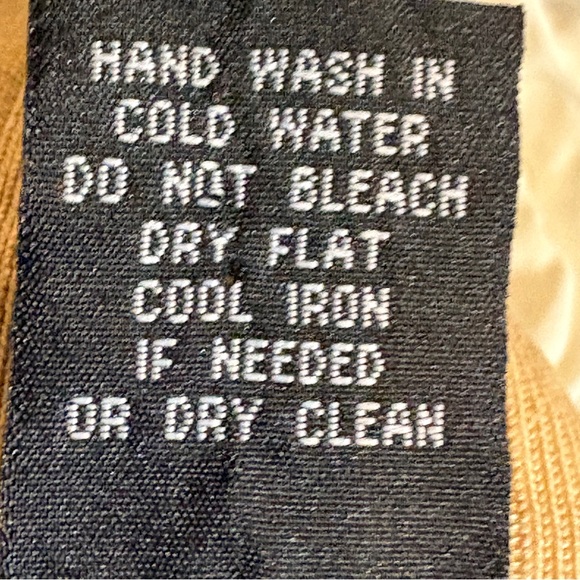 HAND WASH IN
COLD WATER
DO NOT BLEACH
DRY FLAT
COOL IRON
IF NEEDED
OR DRY CLEAN